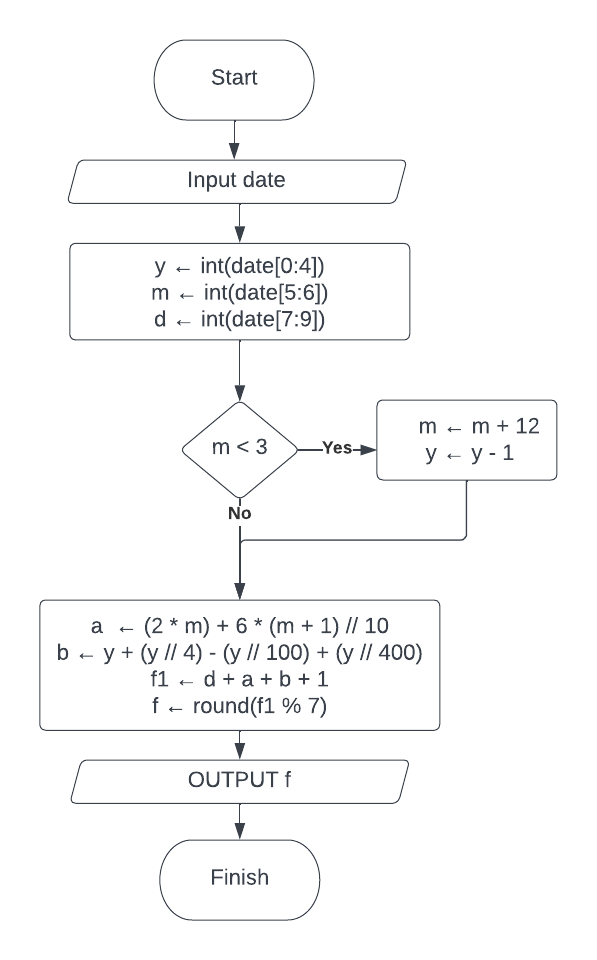 Start
Input date
y ← int(date[0:4])
m ← int(date[5:6])
d ← int(date[7:9])
m < 3
Yes
m ← m + 12
y ← y - 1
No
a ← (2 * m) + 6 * (m + 1) // 10
b ← y + (y // 4) - (y // 100) + (y // 400)
f1 ← d + a + b + 1
f ← round(f1 % 7)
OUTPUT f
Finish